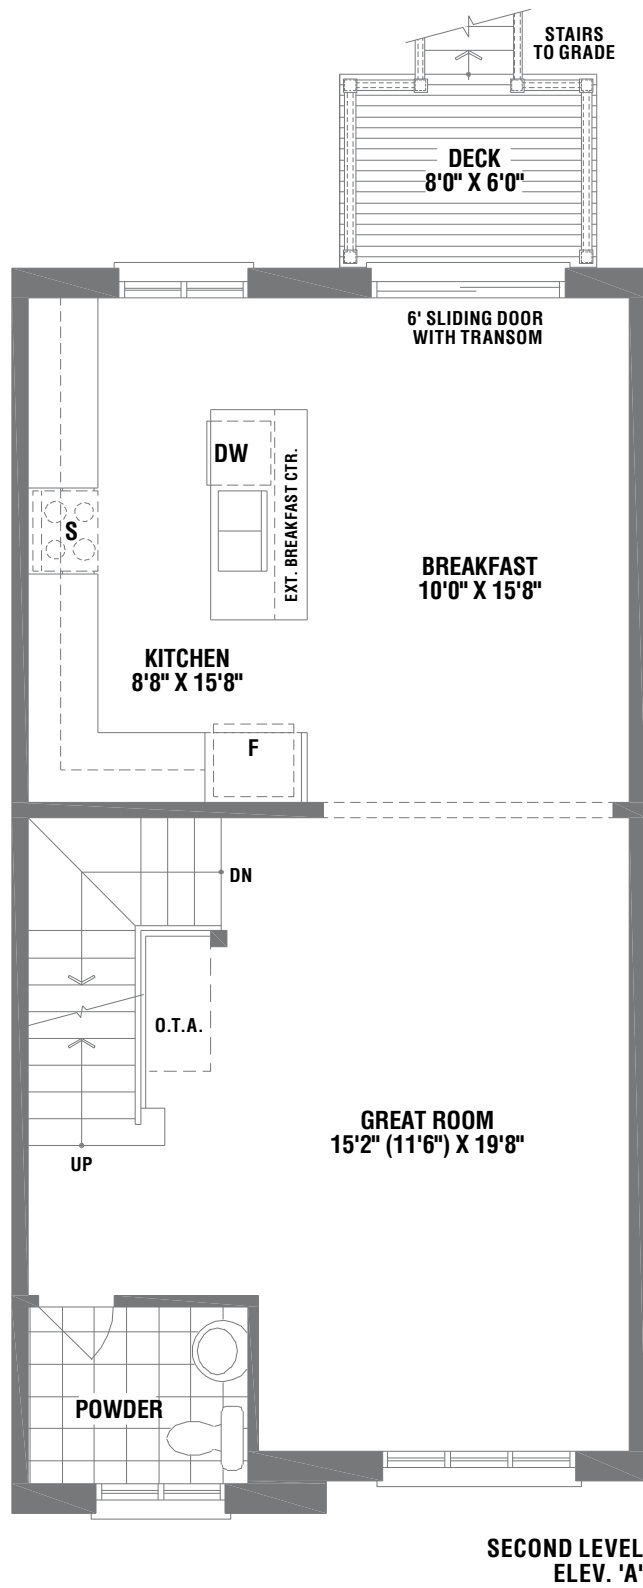 STAIRS
TO GRADE
DECK
8'0" X 6'0"
6' SLIDING DOOR
WITH TRANSOM
DW
EXT. BREAKFAST CTR.
S
BREAKFAST
10'0" X 15'8"
KITCHEN
8'8" X 15'8"
F
DN
O.T.A.
GREAT ROOM
15'2" (11'6") X 19'8"
UP
POWDER
SECOND LEVEL
ELEV. 'A'